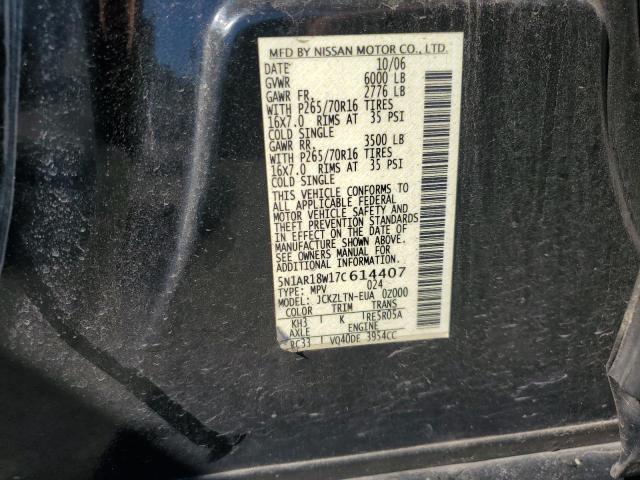 MFD BY NISSAN MOTOR CO., LTD.
DATE 10/06
GVWR 6000 LB
GAWR FR. 2776 LB
WITH P265/70R16 TIRES
16X7.0 RIMS AT 35 PSI
COLD SINGLE
GAWR RR. 3500 LB
WITH P265/70R16 TIRES
16X7.0 RIMS AT 35 PSI
COLD SINGLE
THIS VEHICLE CONFORMS TO
ALL APPLICABLE FEDERAL
MOTOR VEHICLE SAFETY AND
THEFT PREVENTION STANDARDS
IN EFFECT ON THE DATE OF
MANUFACTURE SHOWN ABOVE.
SEE OWNERS MANUAL FOR
ADDITIONAL INFORMATION
5N1AR18W17C614407
TYPE: MPV 024
MODEL: JCKZLTN-EUA 0Z000
COLOR TRIM TRANS
KH3 K RE5R05A
AXLE ENGINE
RC33 VQ40DE 3954CC